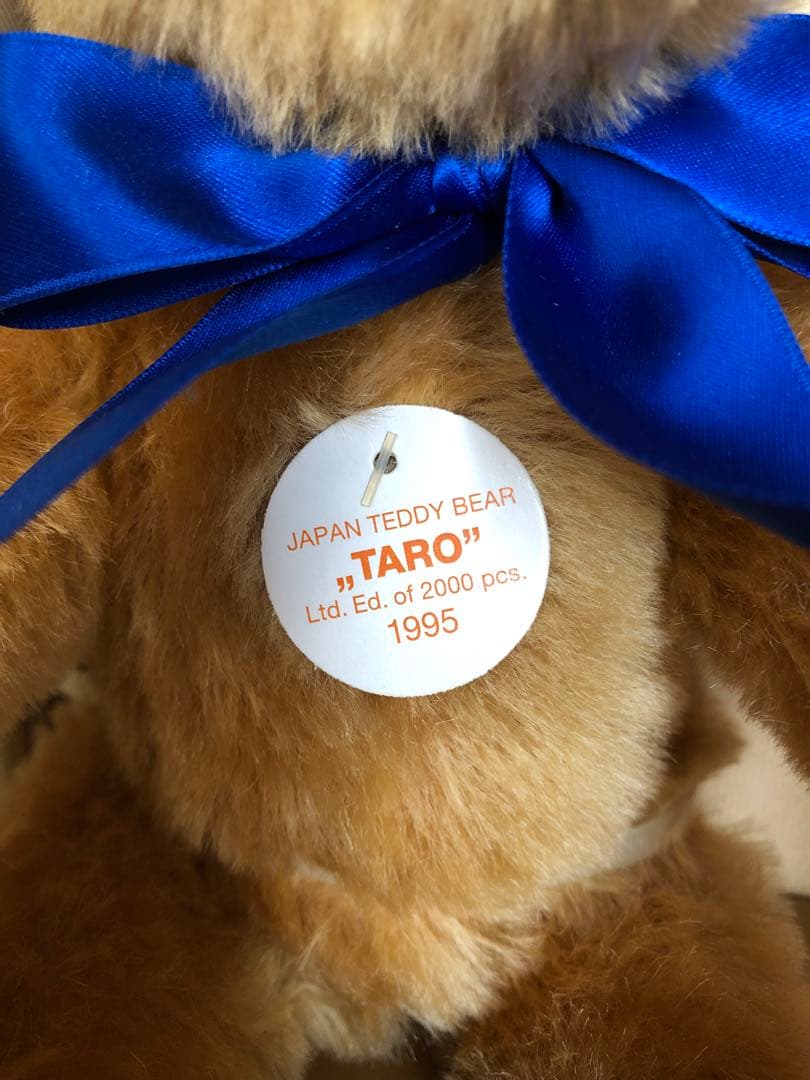 JAPAN TEDDY BEAR
„TARO”
Ltd. Ed. of 2000 pcs.
1995